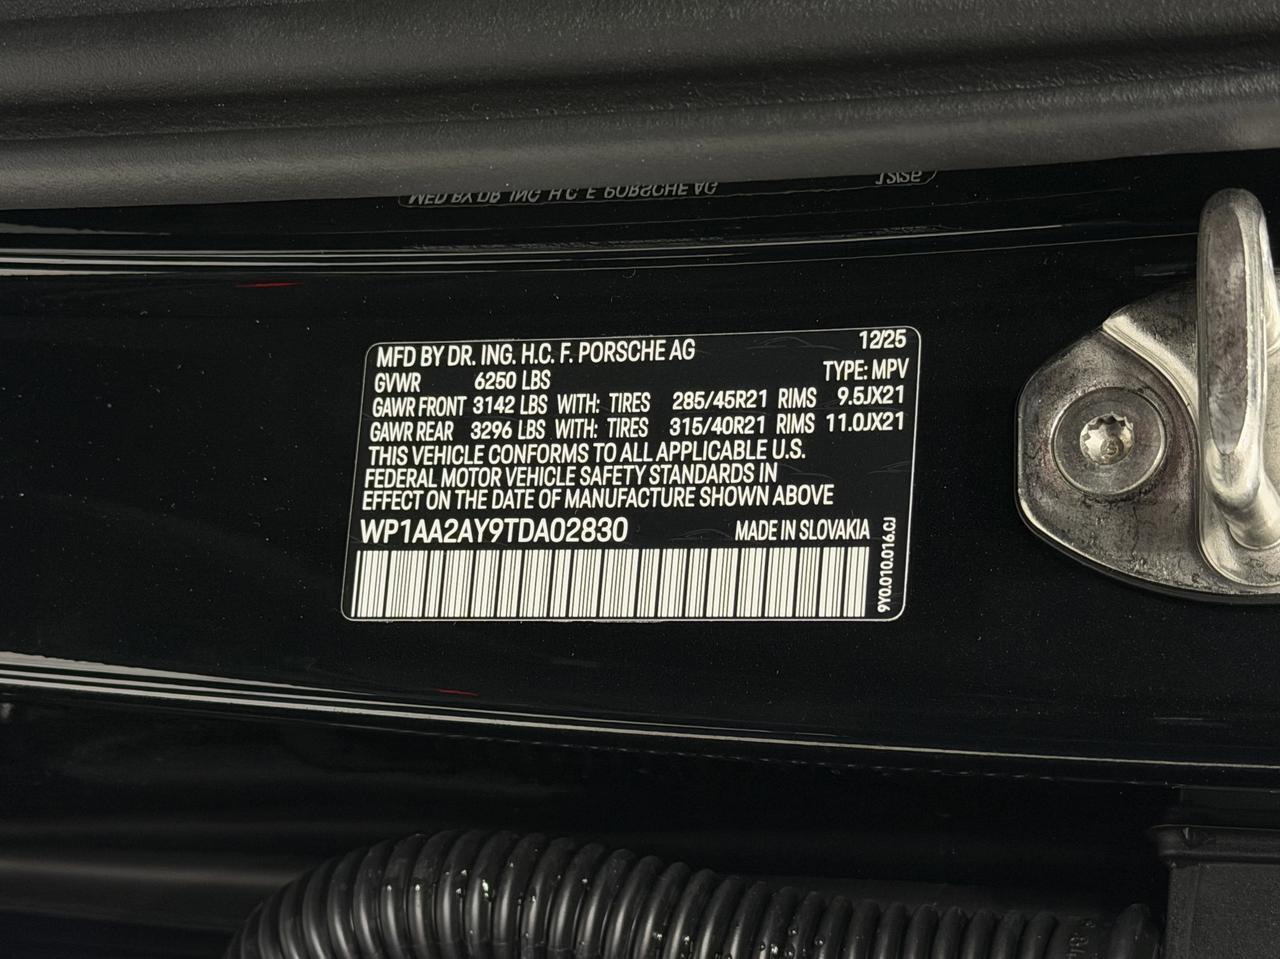 MFD BY DR. ING. H.C. F. PORSCHE AG 12/25
GVWR 6250 LBS TYPE: MPV
GAWR FRONT 3142 LBS WITH: TIRES 285/45R21 RIMS 9.5JX21
GAWR REAR 3296 LBS WITH: TIRES 315/40R21 RIMS 11.0JX21
THIS VEHICLE CONFORMS TO ALL APPLICABLE U.S.
FEDERAL MOTOR VEHICLE SAFETY STANDARDS IN
EFFECT ON THE DATE OF MANUFACTURE SHOWN ABOVE
WP1AA2AY9TDA02830 MADE IN SLOVAKIA
9Y0.010.016.CJ